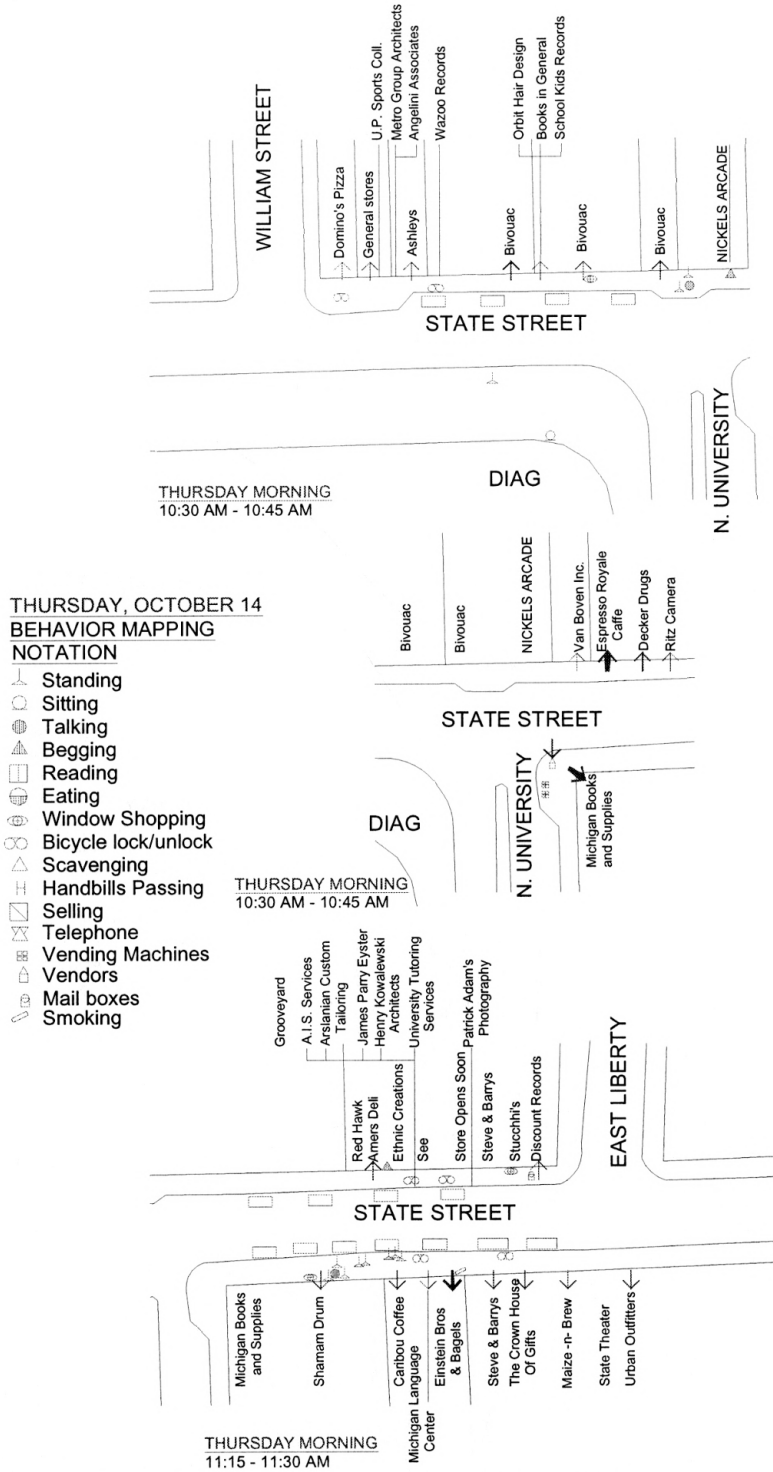 WILLIAM STREET
Domino's Pizza
General stores
U.P. Sports Coll.
Metro Group Architects
Angelini Associates
Ashleys
Wazoo Records
Bivouac
Orbit Hair Design
Books in General
School Kids Records
Bivouac
Bivouac
NICKELS ARCADE
STATE STREET
N. UNIVERSITY
DIAG
THURSDAY MORNING
10:30 AM - 10:45 AM
THURSDAY, OCTOBER 14
BEHAVIOR MAPPING
NOTATION
Standing
Sitting
Talking
Begging
Reading
Eating
Window Shopping
Bicycle lock/unlock
Scavenging
Handbills Passing
Selling
Telephone
Vending Machines
Vendors
Mail boxes
Smoking
Bivouac
Bivouac
NICKELS ARCADE
Van Boven Inc.
Espresso Royale
Caffe
Decker Drugs
Ritz Camera
STATE STREET
DIAG
N. UNIVERSITY
Michigan Books
and Supplies
THURSDAY MORNING
10:30 AM - 10:45 AM
Grooveyard
A.I.S. Services
Arslanian Custom
Tailoring
James Parry Eyster
Henry Kowalewski
Architects
University Tutoring
Services
Patrick Adam's
Photography
Red Hawk
Amers Deli
Ethnic Creations
See
Store Opens Soon
Steve & Barrys
Stucchhi's
Discount Records
EAST LIBERTY
STATE STREET
Michigan Books
and Supplies
Shamam Drum
Caribou Coffee
Michigan Language
Center
Einstein Bros
& Bagels
Steve & Barrys
The Crown House
Of Gifts
Maize -n- Brew
State Theater
Urban Outfitters
THURSDAY MORNING
11:15 - 11:30 AM